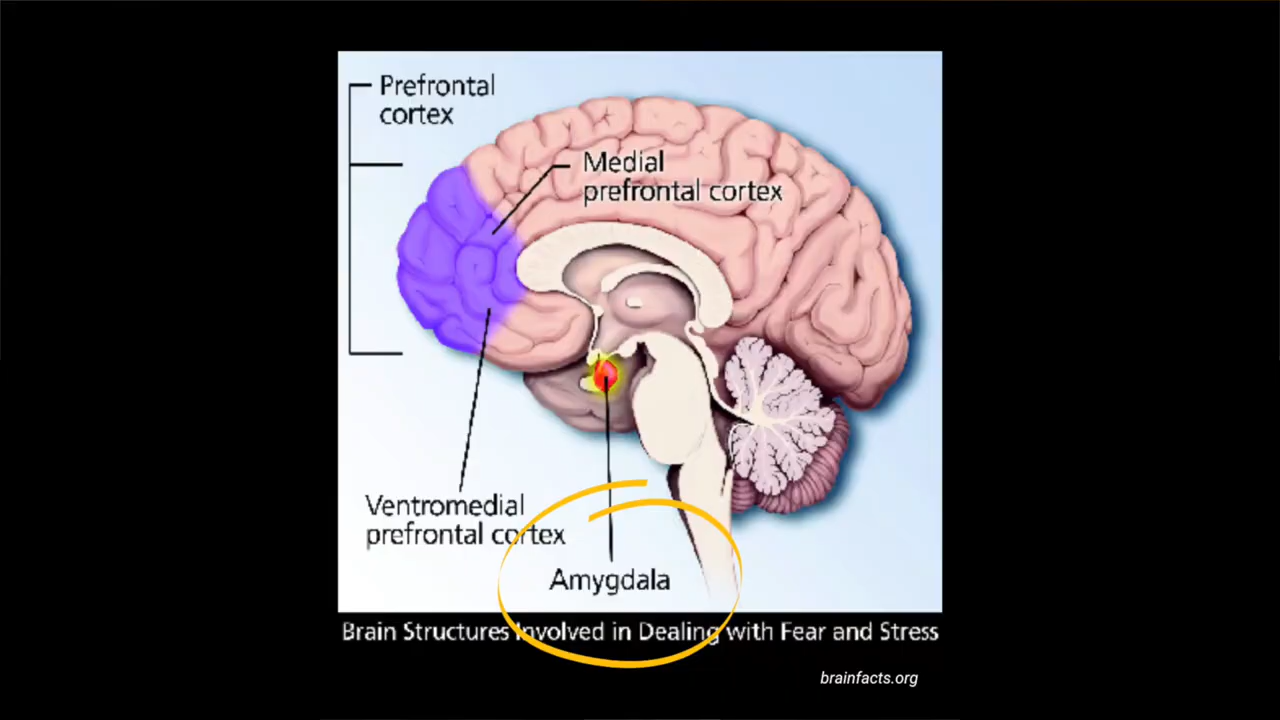 Prefrontal
cortex
Medial
prefrontal cortex
Ventromedial
prefrontal cortex
Amygdala
Brain Structures Involved in Dealing with Fear and Stress
brainfacts.org